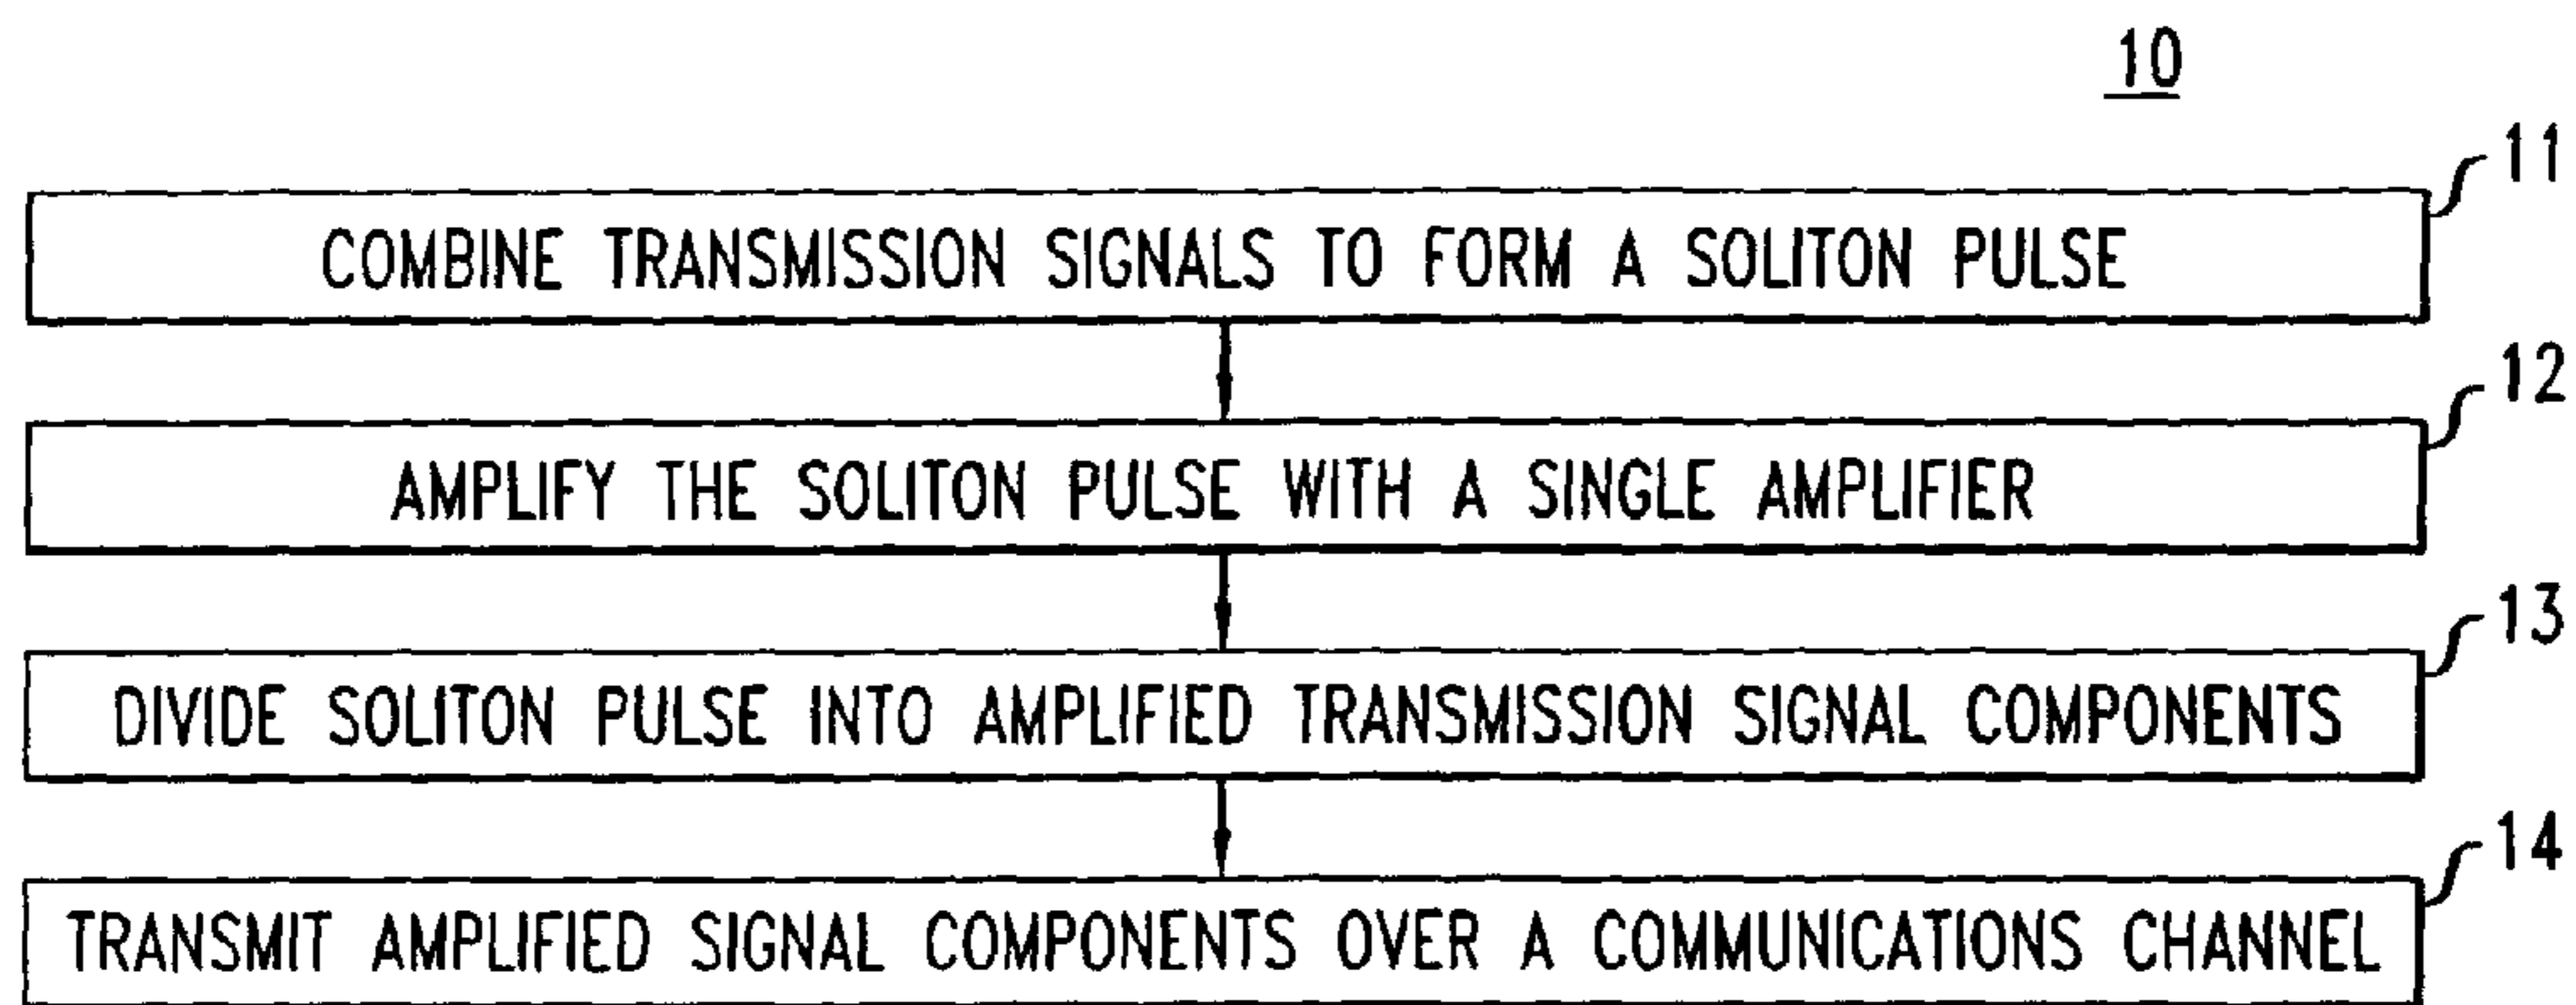 10
11
COMBINE TRANSMISSION SIGNALS TO FORM A SOLITON PULSE
12
AMPLIFY THE SOLITON PULSE WITH A SINGLE AMPLIFIER
13
DIVIDE SOLITON PULSE INTO AMPLIFIED TRANSMISSION SIGNAL COMPONENTS
14
TRANSMIT AMPLIFIED SIGNAL COMPONENTS OVER A COMMUNICATIONS CHANNEL